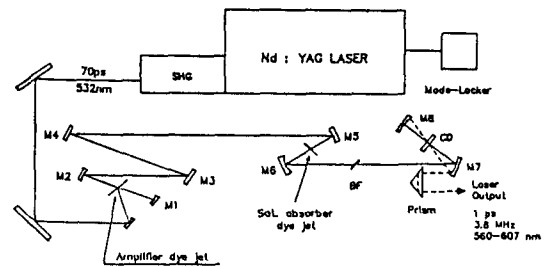 Nd : YAG LASER
SHG
70ps
532nm
Mode-Locker
M4
M5
M8
CD
M6
M7
M2
M3
M1
BF
Sat. absorber
dye jet
Prism
Laser
Output
1 ps
3.8 MHz
560-607 nm
Amplifier dye jet